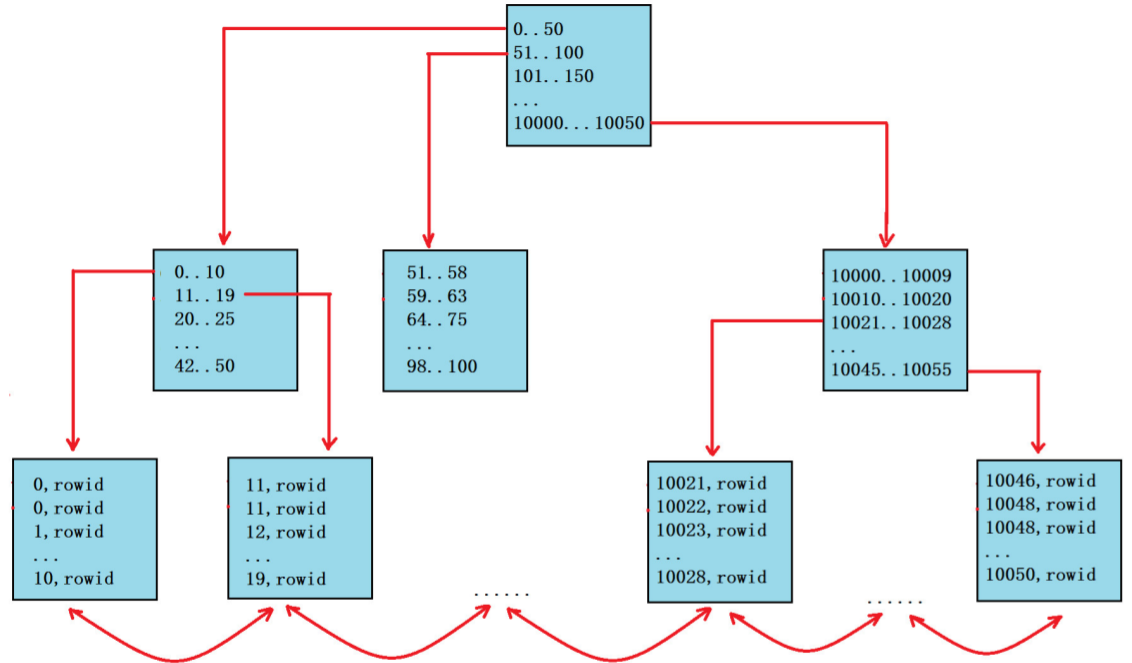 0..50
51..100
101..150
...
10000...10050
0..10
11..19
20..25
...
42..50
51..58
59..63
64..75
...
98..100
10000..10009
10010..10020
10021..10028
...
10045..10055
0,rowid
0,rowid
1,rowid
...
10,rowid
11,rowid
11,rowid
12,rowid
...
19,rowid
......
10021,rowid
10022,rowid
10023,rowid
...
10028,rowid
......
10046,rowid
10048,rowid
10048,rowid
...
10050,rowid